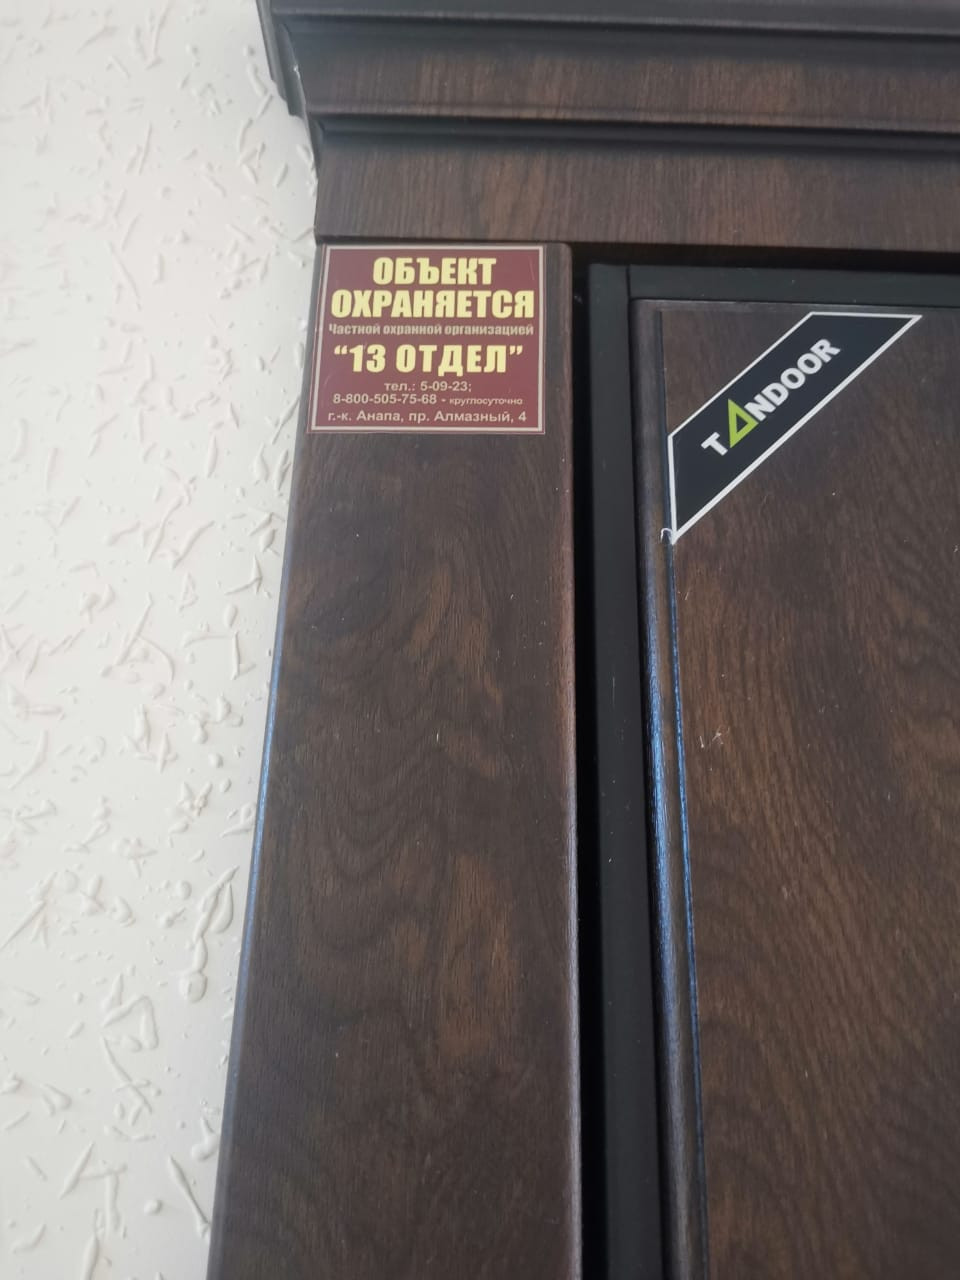 ОБЪЕКТ
ОХРАНЯЕТСЯ
Частной охранной организацией
“13 ОТДЕЛ”
тел.: 5-09-23;
8-800-505-75-68 - круглосуточно
г.-к. Анапа, пр. Алмазный, 4
TANDOOR